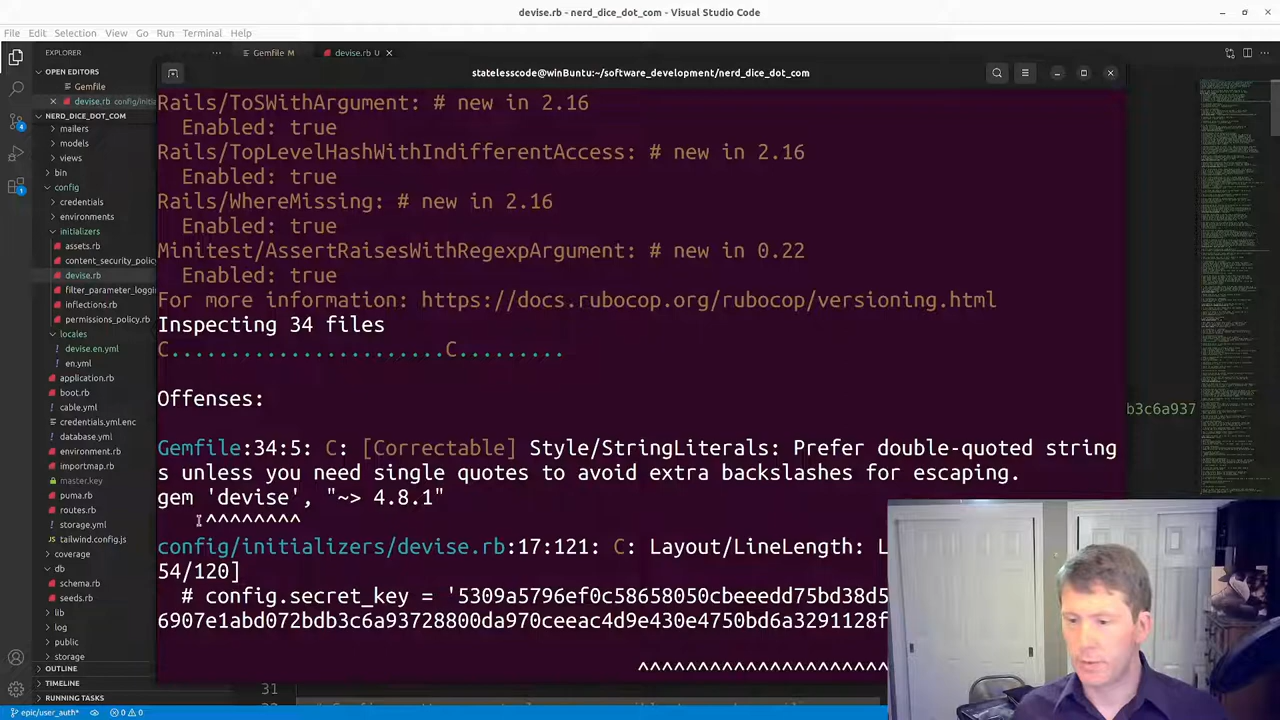 devise.rb - nerd_dice_dot_com - Visual Studio Code
File Edit Selection View Go Run Terminal Help
EXPLORER
Gemfile M
devise.rb U
OPEN EDITORS
Gemfile
devise.rb config/initia
NERD_DICE_DOT_COM
mailers
models
views
bin
config
credentials
environments
initializers
assets.rb
content_security_policy
devise.rb
filter_parameter_loggi
inflections.rb
permissions_policy.rb
locales
devise.en.yml
en.yml
application.rb
boot.rb
cable.yml
credentials.yml.enc
database.yml
environment.rb
importmap.rb
master.key
puma.rb
routes.rb
storage.yml
tailwind.config.js
coverage
db
schema.rb
seeds.rb
lib
log
public
storage
OUTLINE
TIMELINE
RUNNING TASKS
epic/user_auth* 0 0
statelesscode@winBuntu:~/software_development/nerd_dice_dot_com
Rails/ToSWithArgument: # new in 2.16
Enabled: true
Rails/TopLevelHashWithIndifferentAccess: # new in 2.16
Enabled: true
Rails/WhereMissing: # new in 2.16
Enabled: true
Minitest/AssertRaisesWithRegexpArgument: # new in 0.22
Enabled: true
For more information: https://docs.rubocop.org/rubocop/versioning.html
Inspecting 34 files
C.......................C.........
Offenses:
Gemfile:34:5: C: [Correctable] Style/StringLiterals: Prefer double-quoted string
s unless you need single quotes to avoid extra backslashes for escaping.
gem 'devise', "~> 4.8.1"
^^^^^^^^
config/initializers/devise.rb:17:121: C: Layout/LineLength: L
54/120]
# config.secret_key = '5309a5796ef0c58658050cbeeedd75bd38d5
6907e1abd072bdb3c6a93728800da970ceeac4d9e430e4750bd6a3291128f
^^^^^^^^^^^^^^^^^^^^^
b3c6a937
31